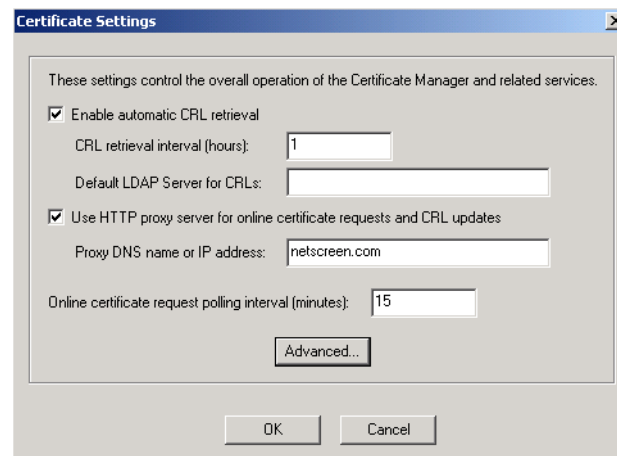 Certificate Settings
These settings control the overall operation of the Certificate Manager and related services.
Enable automatic CRL retrieval
CRL retrieval interval (hours): 1
Default LDAP Server for CRLs:
Use HTTP proxy server for online certificate requests and CRL updates
Proxy DNS name or IP address: netscreen.com
Online certificate request polling interval (minutes): 15
Advanced...
OK Cancel